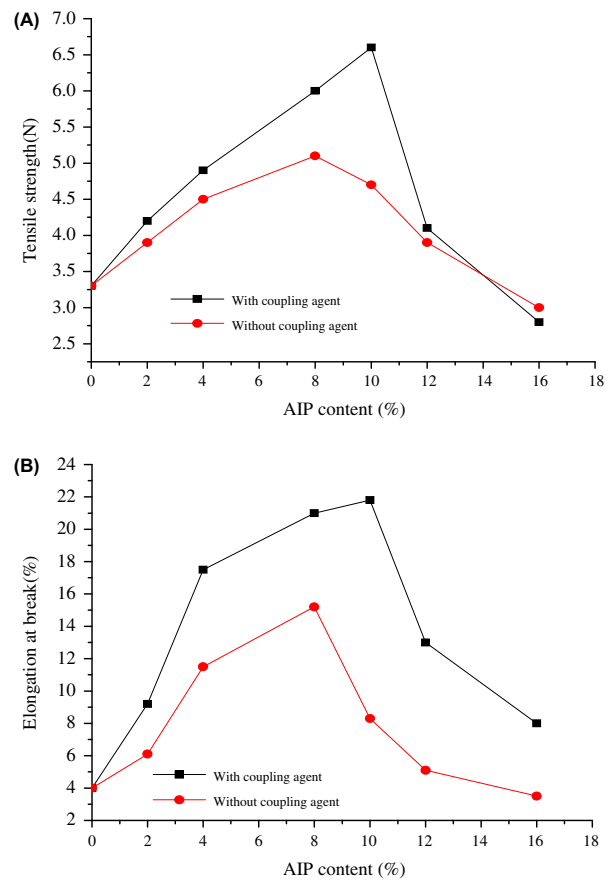 (A)
7.0
6.5
6.0
5.5
5.0
4.5
4.0
3.5
3.0
2.5
Tensile strength(N)
With coupling agent
Without coupling agent
0 2 4 6 8 10 12 14 16 18
AIP content (%)
(B)
24
22
20
18
16
14
12
10
8
6
4
2
Elongation at break(%)
With coupling agent
Without coupling agent
0 2 4 6 8 10 12 14 16 18
AIP content (%)